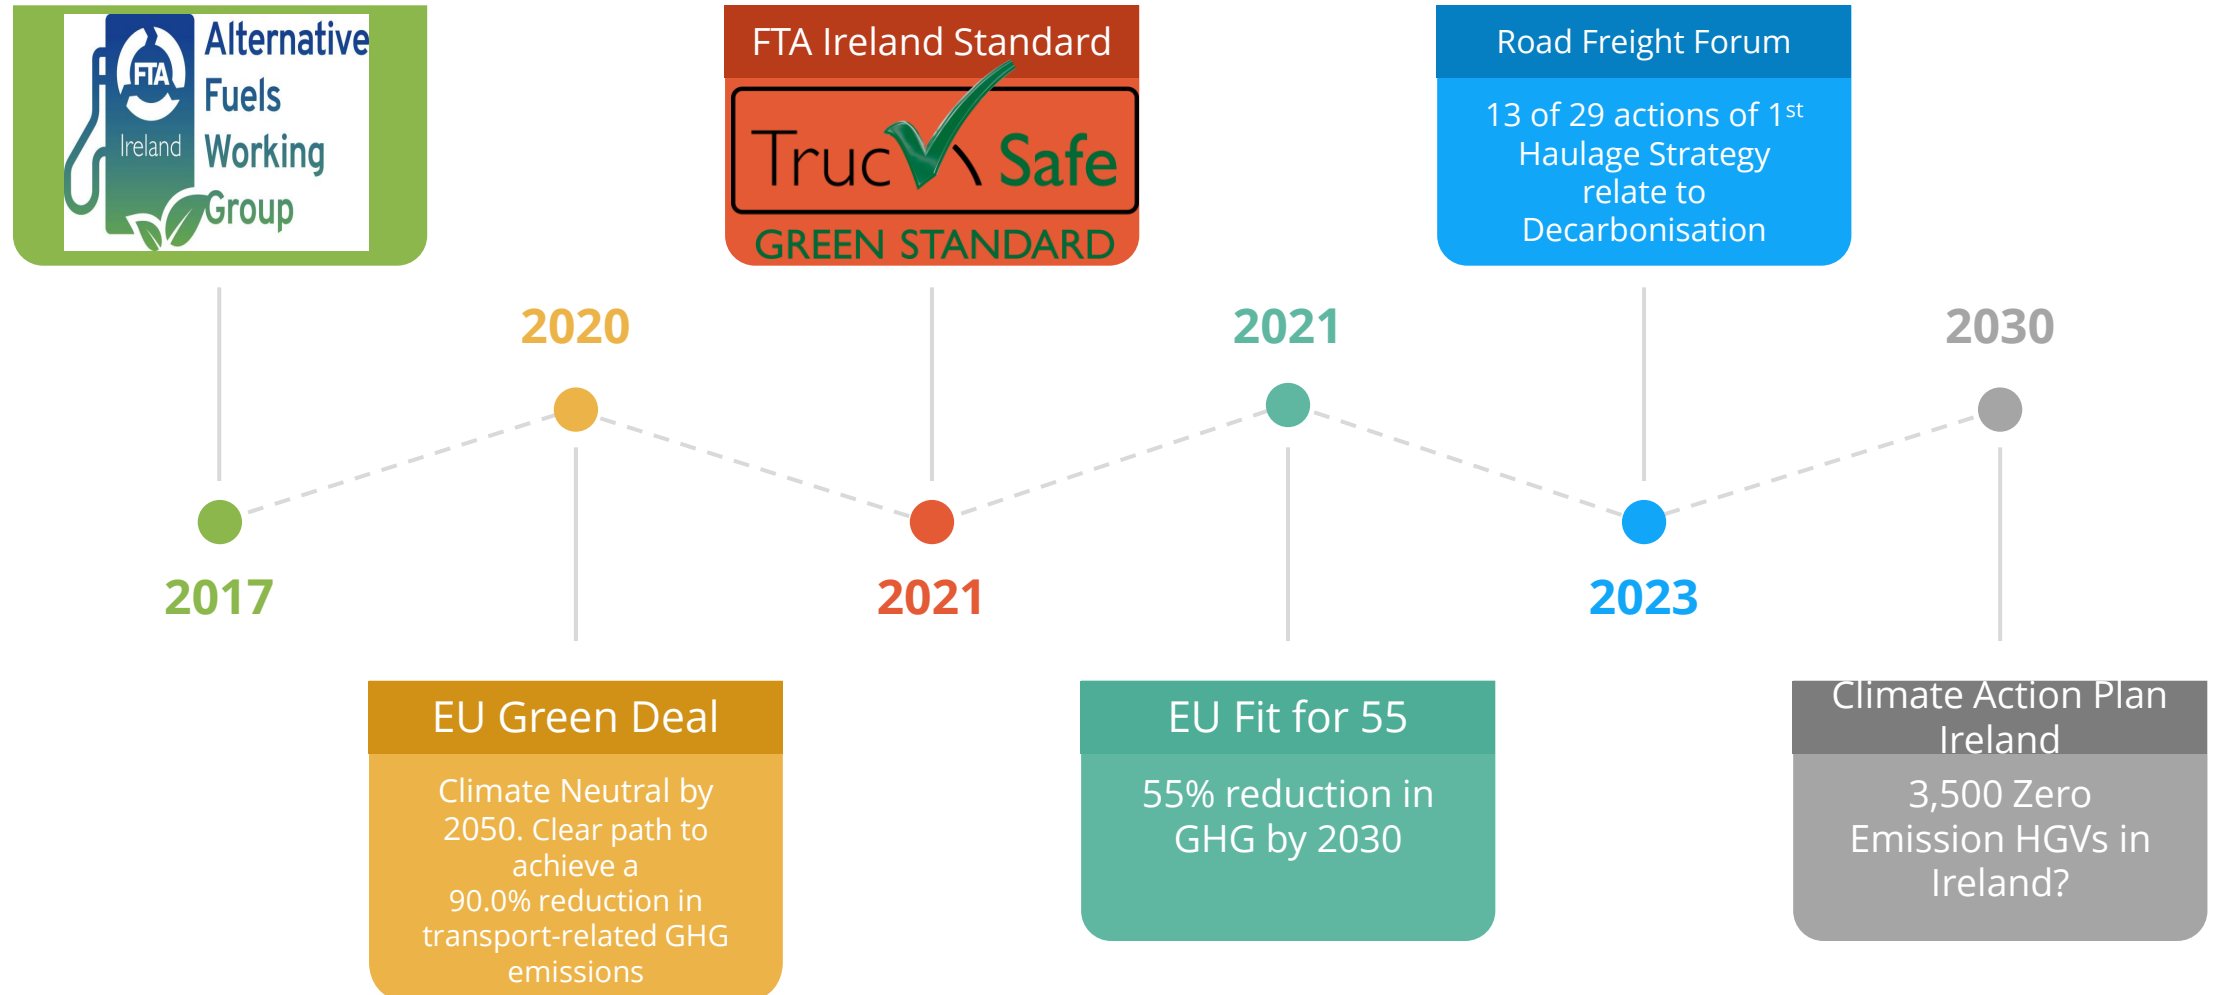 Alternative
Fuels
Working
Group
FTA
Ireland
2017
2020
EU Green Deal
Climate Neutral by
2050. Clear path to
achieve a
90.0% reduction in
transport-related GHG
emissions
FTA Ireland Standard
Truck Safe
GREEN STANDARD
2021
2021
EU Fit for 55
55% reduction in
GHG by 2030
Road Freight Forum
13 of 29 actions of 1st
Haulage Strategy
relate to
Decarbonisation
2023
2030
Climate Action Plan
Ireland
3,500 Zero
Emission HGVs in
Ireland?